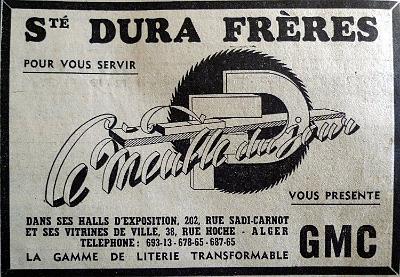 STÉ DURA FRÈRES
POUR VOUS SERVIR
D
le meuble du jour
VOUS PRESENTE
DANS SES HALLS D'EXPOSITION, 202, RUE SADI-CARNOT
ET SES VITRINES DE VILLE, 38, RUE HOCHE - ALGER
TELEPHONE: 693-13 - 678-65 - 687-65
GMC
LA GAMME DE LITERIE TRANSFORMABLE